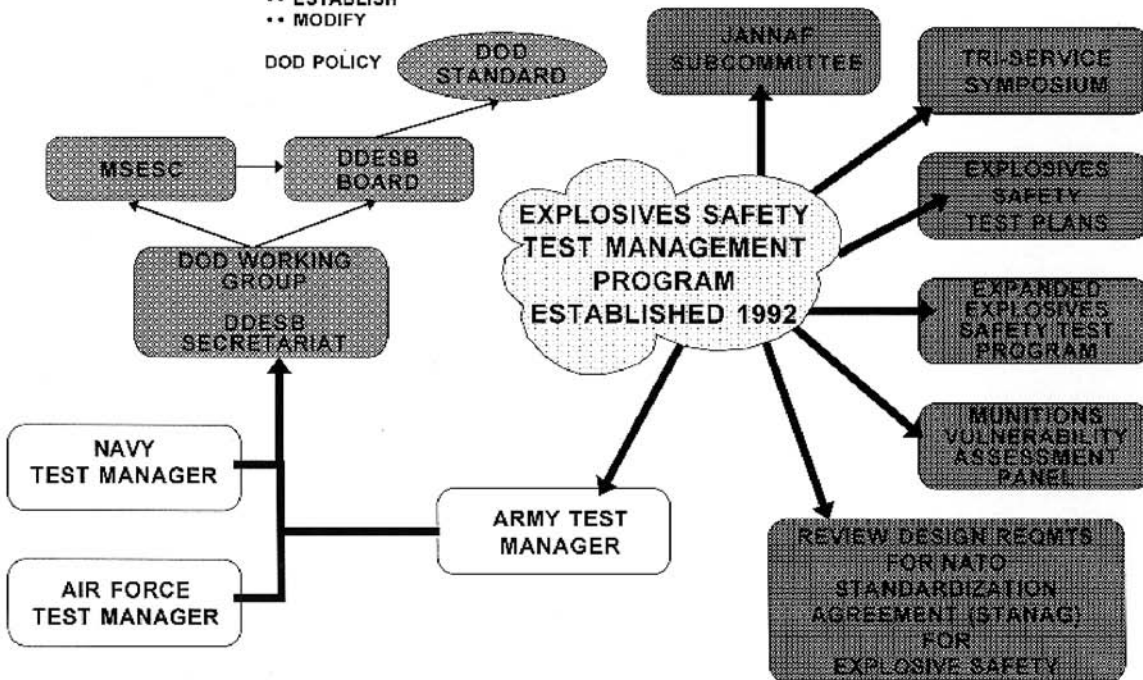 •• ESTABLISH
•• MODIFY
DOD POLICY
DOD
STANDARD
JANNAF
SUBCOMMITTEE
TRI-SERVICE
SYMPOSIUM
MSESC
DDESB
BOARD
EXPLOSIVES
SAFETY
TEST PLANS
EXPLOSIVES SAFETY
TEST MANAGEMENT
PROGRAM
ESTABLISHED 1992
DOD WORKING
GROUP
DDESB
SECRETARIAT
EXPANDED
EXPLOSIVES
SAFETY TEST
PROGRAM
MUNITIONS
VULNERABILITY
ASSESSMENT
PANEL
NAVY
TEST MANAGER
ARMY TEST
MANAGER
AIR FORCE
TEST MANAGER
REVIEW DESIGN REQMTS
FOR NATO
STANDARDIZATION
AGREEMENT (STANAG)
FOR
EXPLOSIVE SAFETY